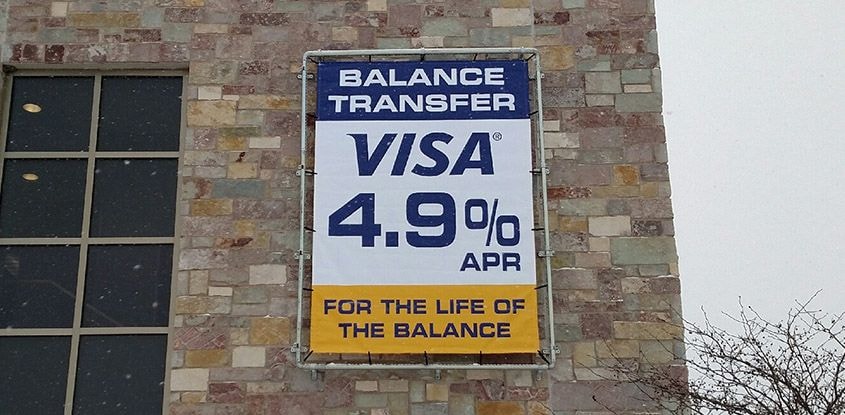 BALANCE
TRANSFER
VISA®
4.9%
APR
FOR THE LIFE OF
THE BALANCE